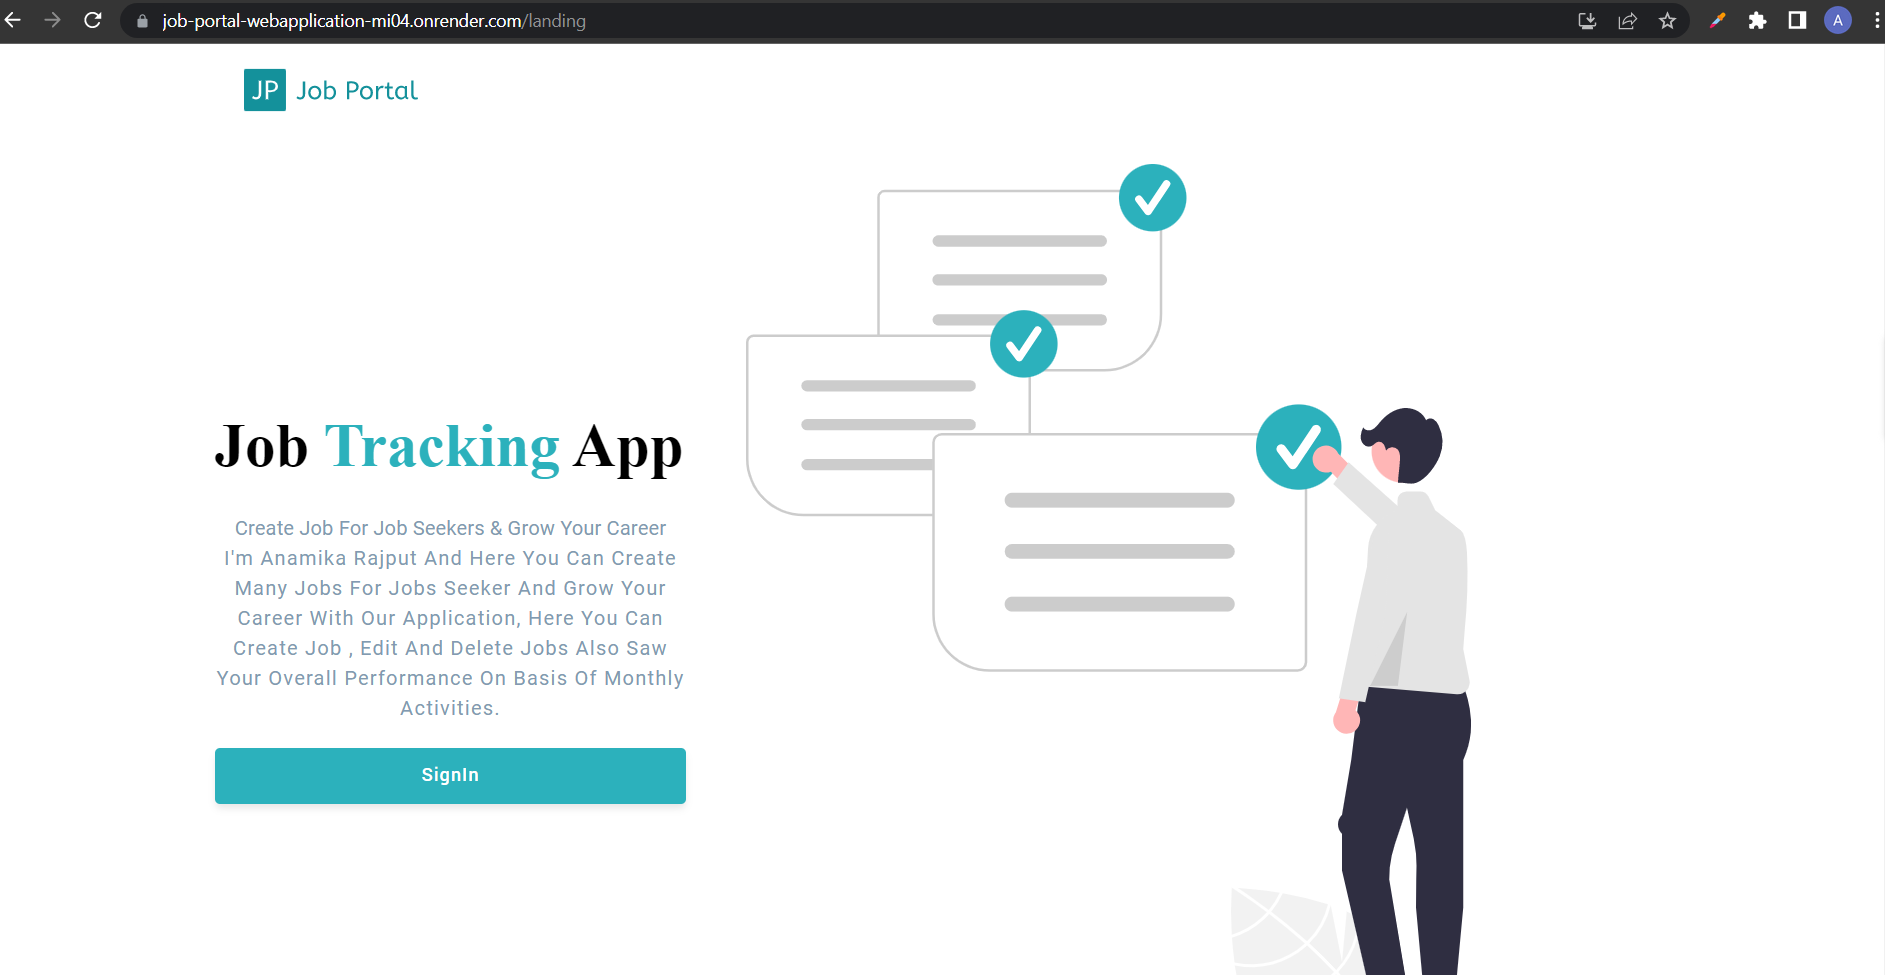 job-portal-webapplication-mi04.onrender.com/landing
A
JP Job Portal
Job Tracking App
Create Job For Job Seekers & Grow Your Career
I'm Anamika Rajput And Here You Can Create
Many Jobs For Jobs Seeker And Grow Your
Career With Our Application, Here You Can
Create Job , Edit And Delete Jobs Also Saw
Your Overall Performance On Basis Of Monthly
Activities.
SignIn